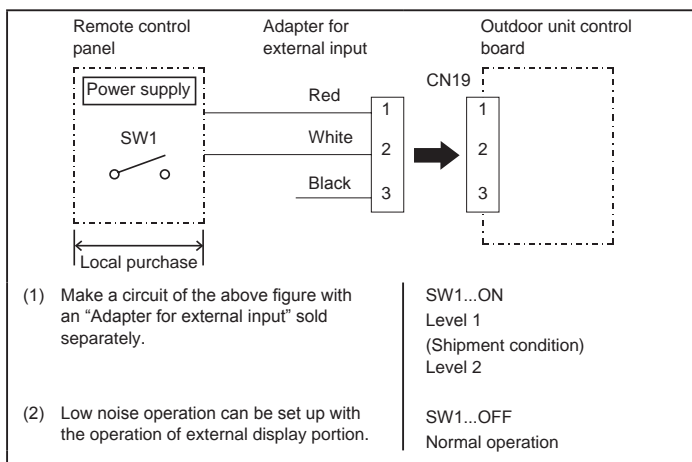 Remote control panel
Adapter for external input
Outdoor unit control board
Power supply
SW1
Red
White
Black
1
2
3
CN19
1
2
3
Local purchase
(1) Make a circuit of the above figure with
an “Adapter for external input” sold
separately.
SW1...ON
Level 1
(Shipment condition)
Level 2
(2) Low noise operation can be set up with
the operation of external display portion.
SW1...OFF
Normal operation